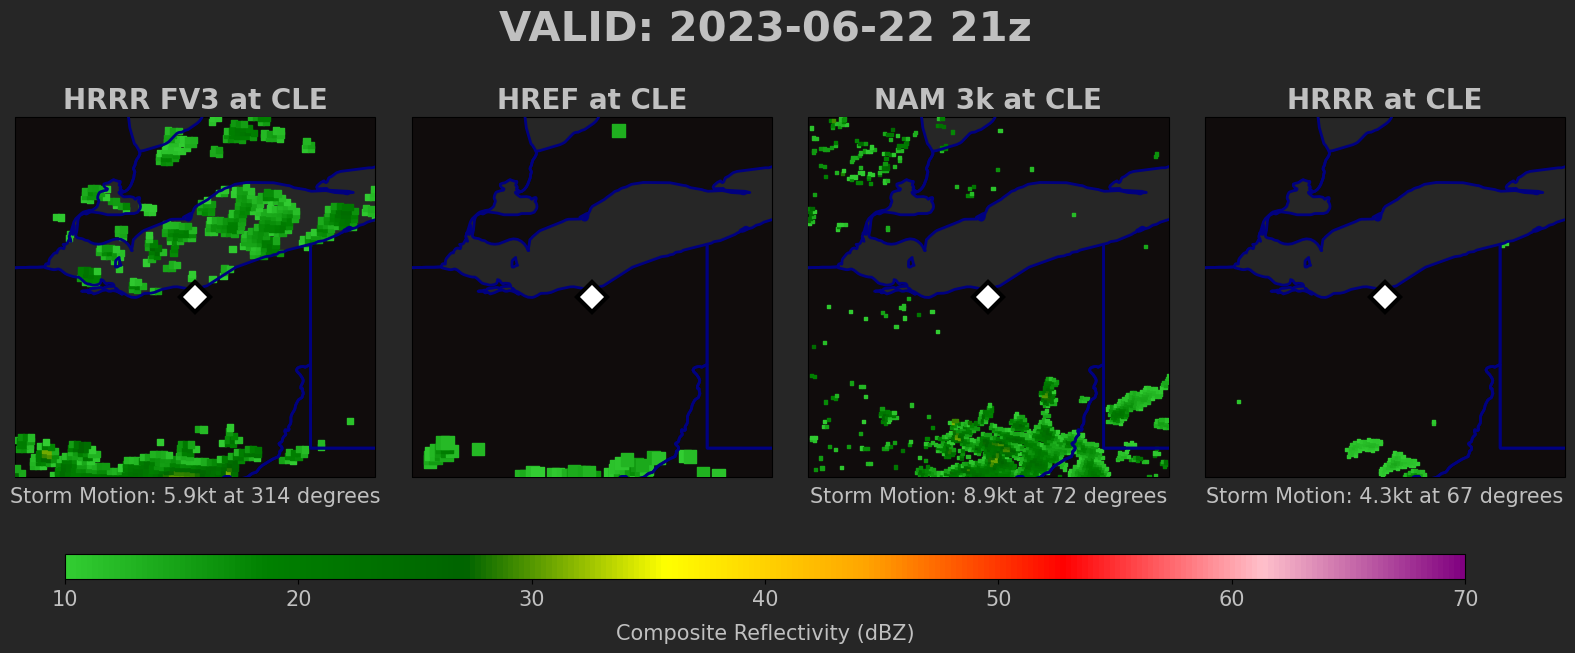 VALID: 2023-06-22 21z
HRRR FV3 at CLE
HREF at CLE
NAM 3k at CLE
HRRR at CLE
Storm Motion: 5.9kt at 314 degrees
Storm Motion: 8.9kt at 72 degrees
Storm Motion: 4.3kt at 67 degrees
10 20 30 40 50 60 70
Composite Reflectivity (dBZ)